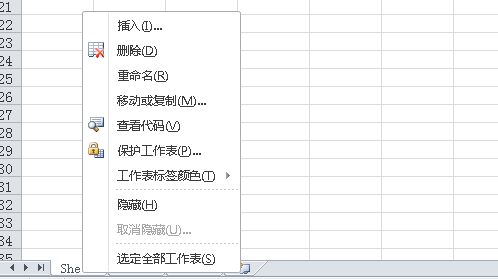 21
22
23
24
25
26
27
28
29
30
31
32
33
34
35
插入(I)...
删除(D)
重命名(R)
移动或复制(M)...
查看代码(V)
保护工作表(P)...
工作表标签颜色(T)
隐藏(H)
取消隐藏(U)...
选定全部工作表(S)
She